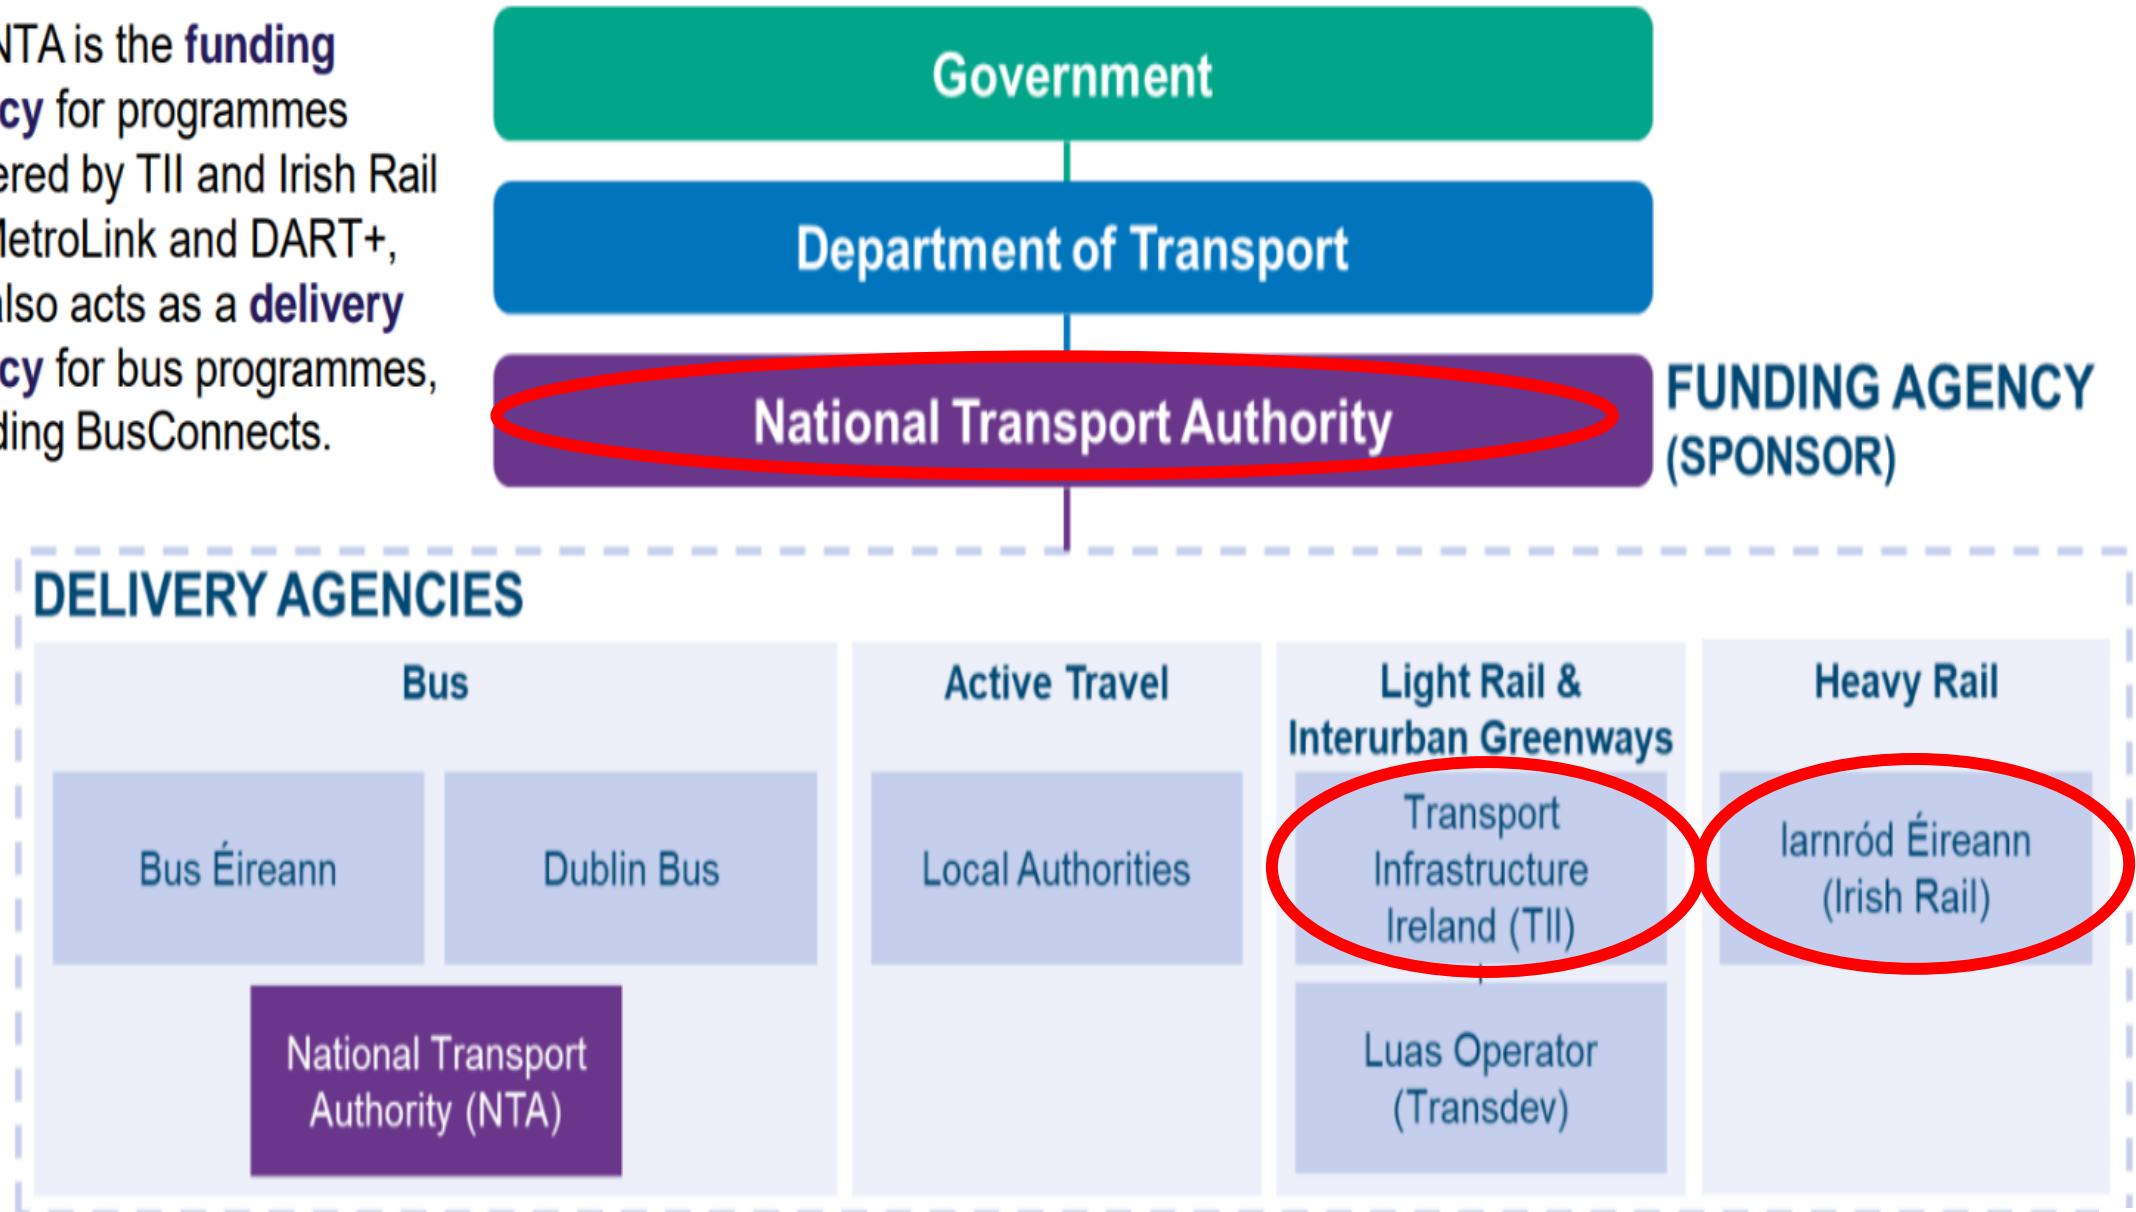 NTA is the funding
cy for programmes
ered by TII and Irish Rail
MetroLink and DART+,
also acts as a delivery
cy for bus programmes,
ding BusConnects.
Government
Department of Transport
National Transport Authority
FUNDING AGENCY
(SPONSOR)
DELIVERY AGENCIES
Bus
Bus Éireann
Dublin Bus
National Transport
Authority (NTA)
Active Travel
Local Authorities
Light Rail &
Interurban Greenways
Transport
Infrastructure
Ireland (TII)
Luas Operator
(Transdev)
Heavy Rail
Iarnród Éireann
(Irish Rail)